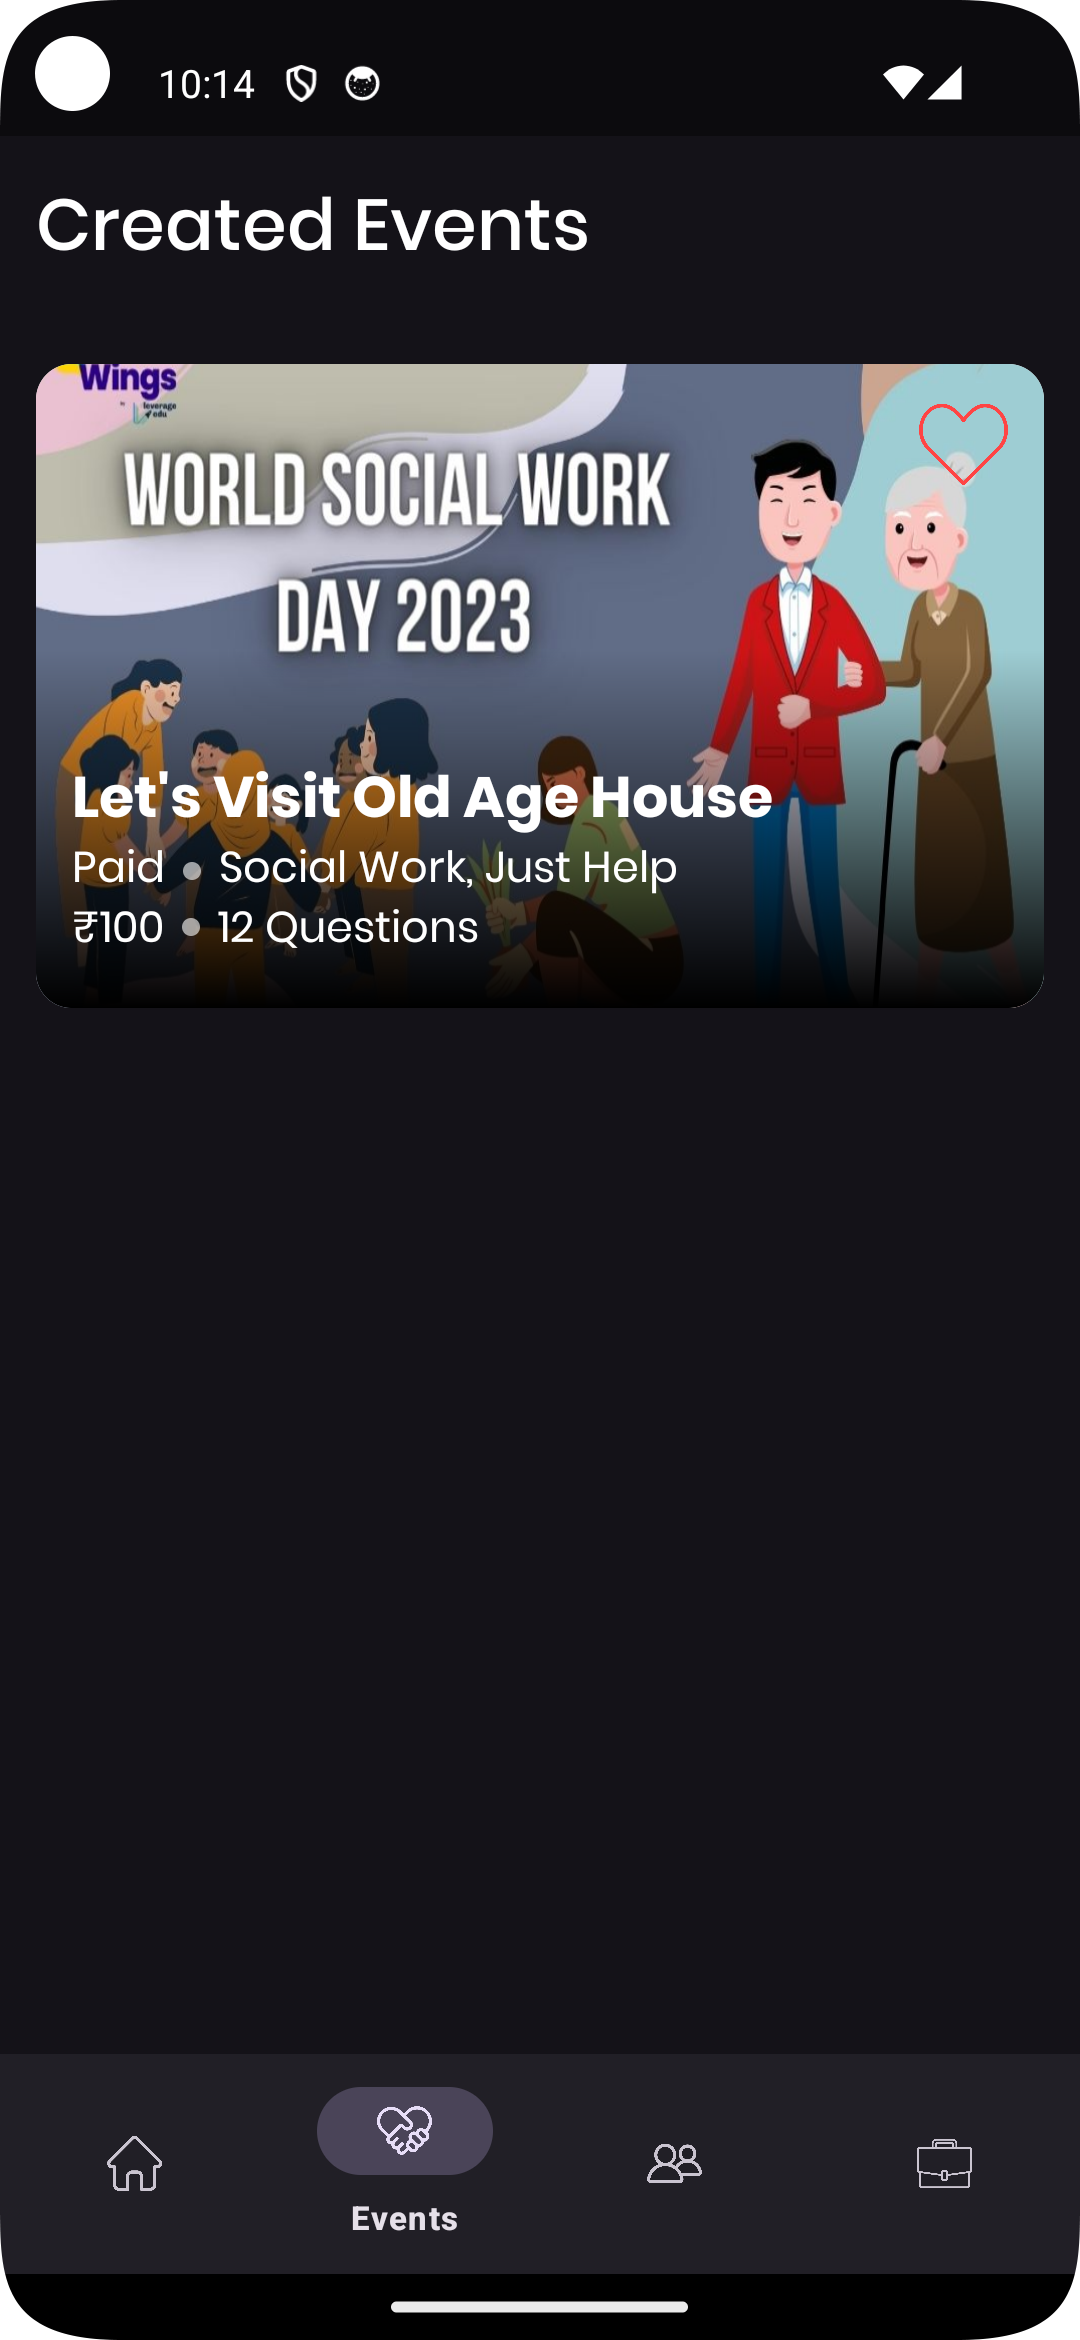 10:14
Created Events
Wings
by leverage
edu
WORLD SOCIAL WORK
DAY 2023
Let's Visit Old Age House
Paid ● Social Work, Just Help
₹100 ● 12 Questions
Events